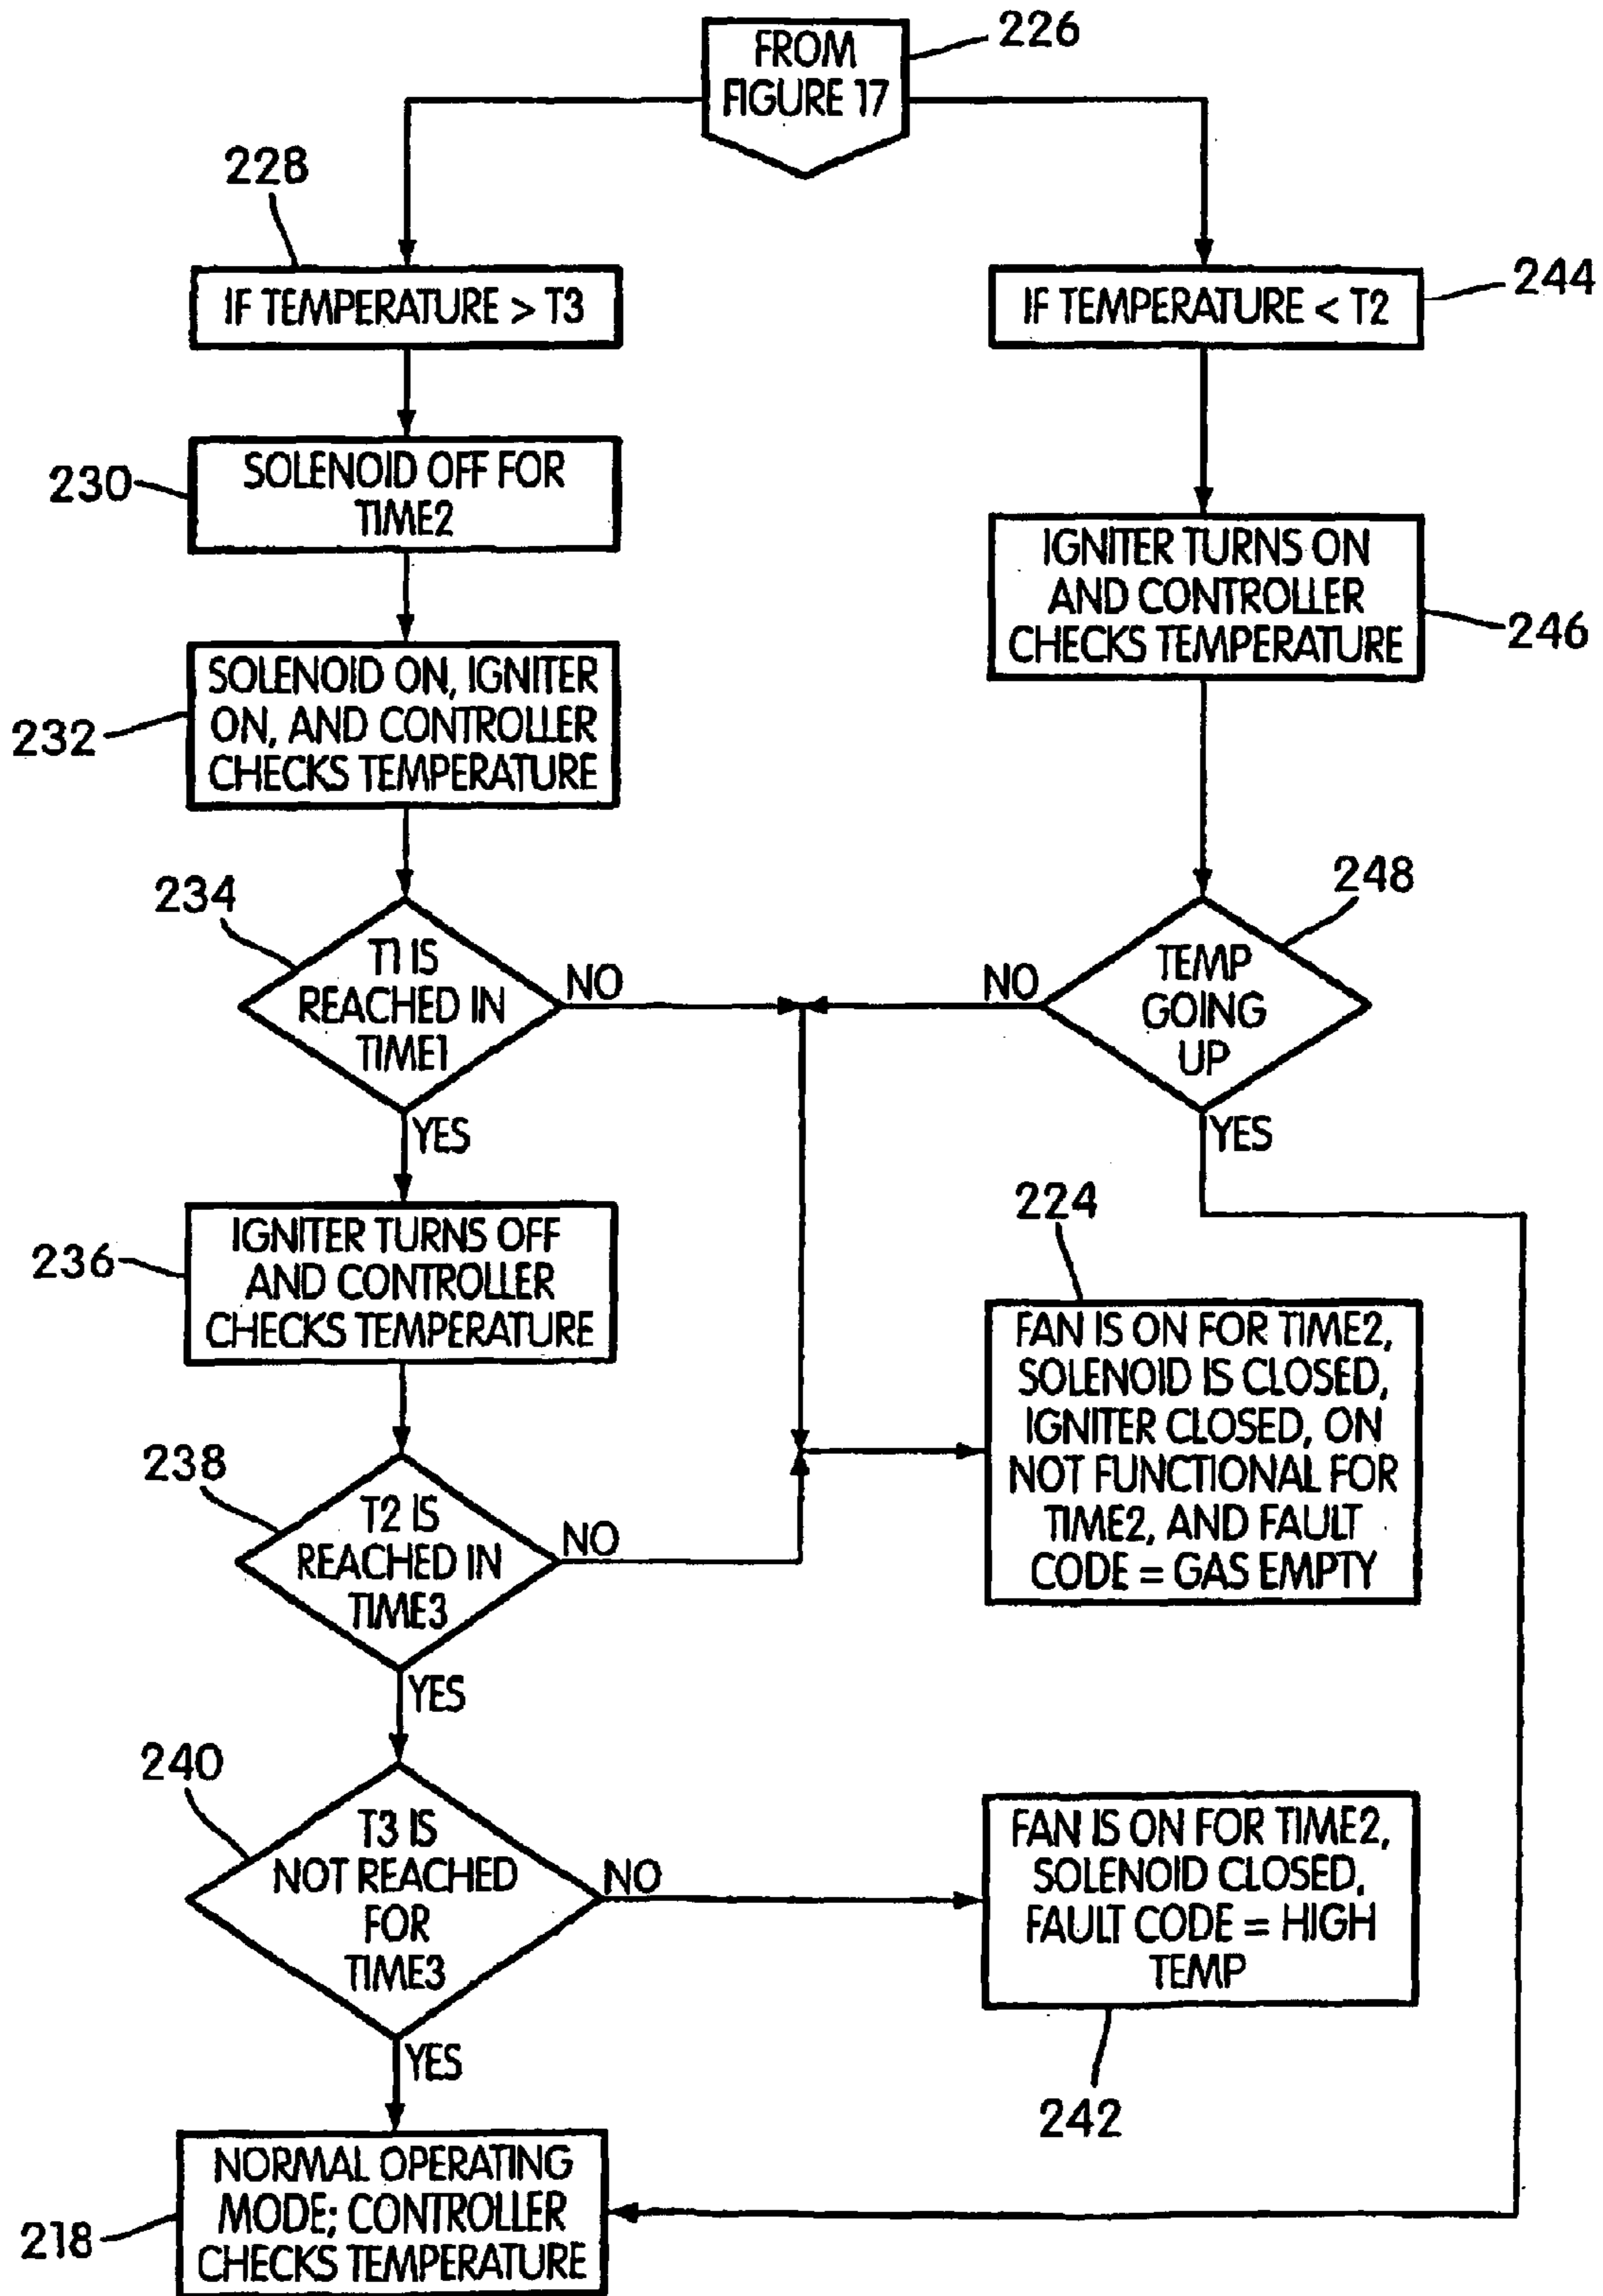 FROM
FIGURE 17
226
228
IF TEMPERATURE > T3
IF TEMPERATURE < T2
244
230
SOLENOID OFF FOR
TIME2
IGNITER TURNS ON
AND CONTROLLER
CHECKS TEMPERATURE
246
232
SOLENOID ON, IGNITER
ON, AND CONTROLLER
CHECKS TEMPERATURE
234
T1 IS
REACHED IN
TIME1
NO
YES
248
TEMP
GOING
UP
NO
YES
236
IGNITER TURNS OFF
AND CONTROLLER
CHECKS TEMPERATURE
224
FAN IS ON FOR TIME2,
SOLENOID IS CLOSED,
IGNITER CLOSED, ON
NOT FUNCTIONAL FOR
TIME2, AND FAULT
CODE = GAS EMPTY
238
T2 IS
REACHED IN
TIME3
NO
YES
240
T3 IS
NOT REACHED
FOR
TIME3
NO
YES
FAN IS ON FOR TIME2,
SOLENOID CLOSED,
FAULT CODE = HIGH
TEMP
242
218
NORMAL OPERATING
MODE; CONTROLLER
CHECKS TEMPERATURE